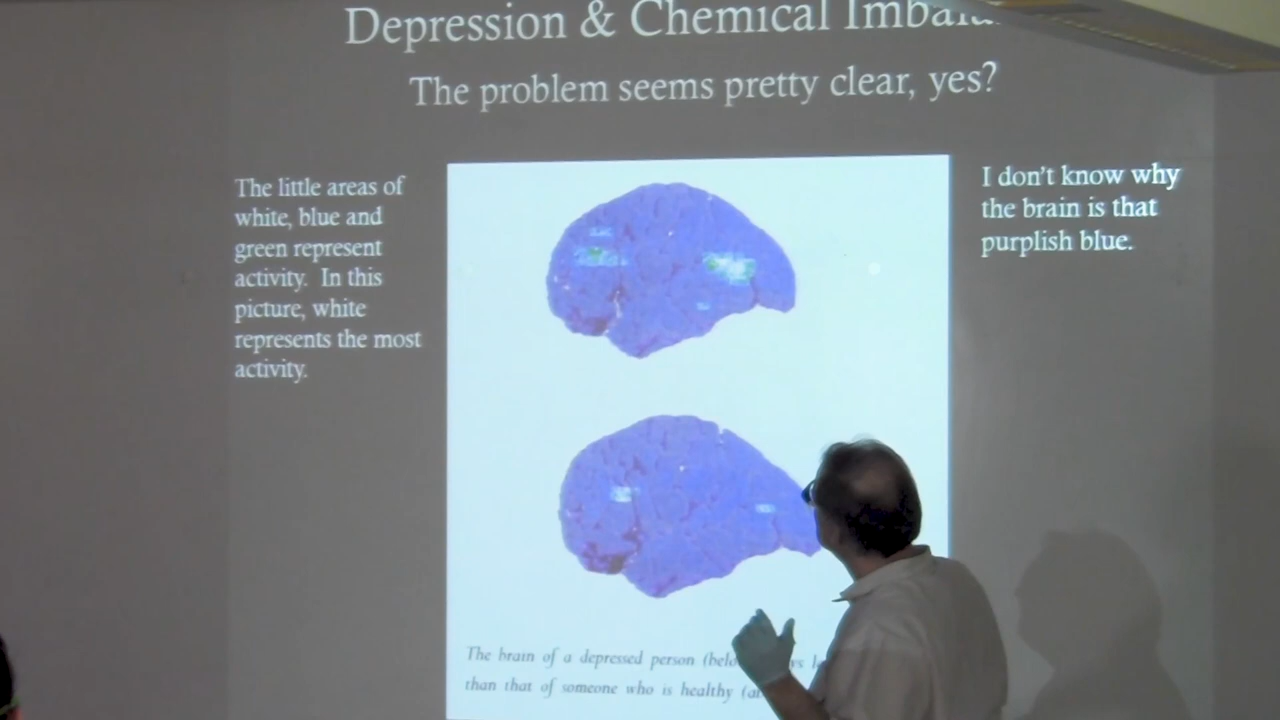 Depression & Chemical
The problem seems pretty clear, yes?
The little areas of
white, blue and
green represent
activity. In this
picture, white
represents the most
activity.
I don't know why
the brain is that
purplish blue.
The brain of a depressed person
than that of someone who is healthy